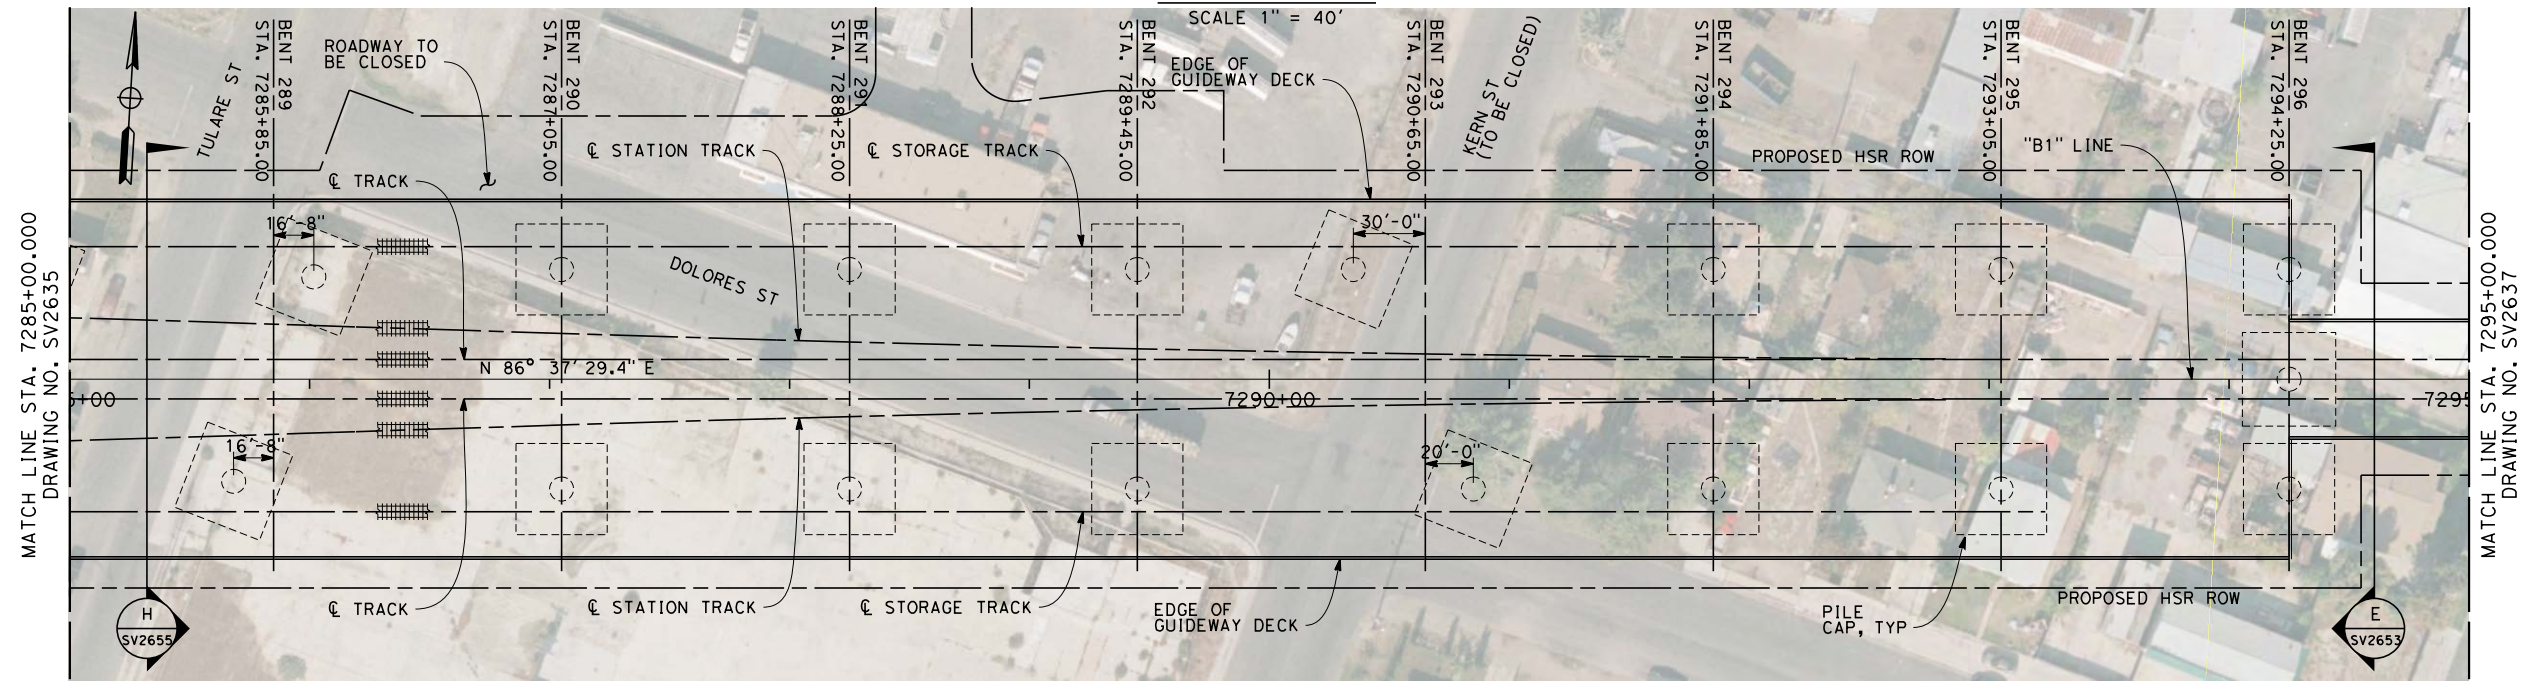 SCALE 1" = 40'
BENT 289
STA. 7285+85.00
BENT 290
STA. 7287+05.00
BENT 291
STA. 7288+25.00
BENT 292
STA. 7289+45.00
BENT 293
STA. 7290+65.00
BENT 294
STA. 7291+85.00
BENT 295
STA. 7293+05.00
BENT 296
STA. 7294+25.00
ROADWAY TO
BE CLOSED
TULARE ST
EDGE OF
GUIDEWAY DECK
KERN ST
(TO BE CLOSED)
℄ TRACK
℄ STATION TRACK
℄ STORAGE TRACK
PROPOSED HSR ROW
"B1" LINE
16'-8"
30'-0"
DOLORES ST
N 86° 37' 29.4" E
5+00
7290+00
7295
16'-8"
20'-0"
MATCH LINE STA. 7285+00.000
DRAWING NO. SV2635
MATCH LINE STA. 7295+00.000
DRAWING NO. SV2637
℄ TRACK
℄ STATION TRACK
℄ STORAGE TRACK
EDGE OF
GUIDEWAY DECK
PILE
CAP, TYP
PROPOSED HSR ROW
H
SV2655
E
SV2653